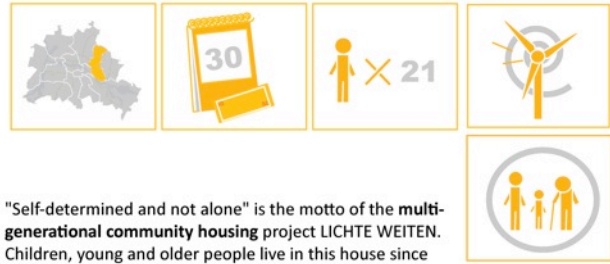 30
× 21
"Self-determined and not alone" is the motto of the multi-
generational community housing project LICHTE WEITEN.
Children, young and older people live in this house since